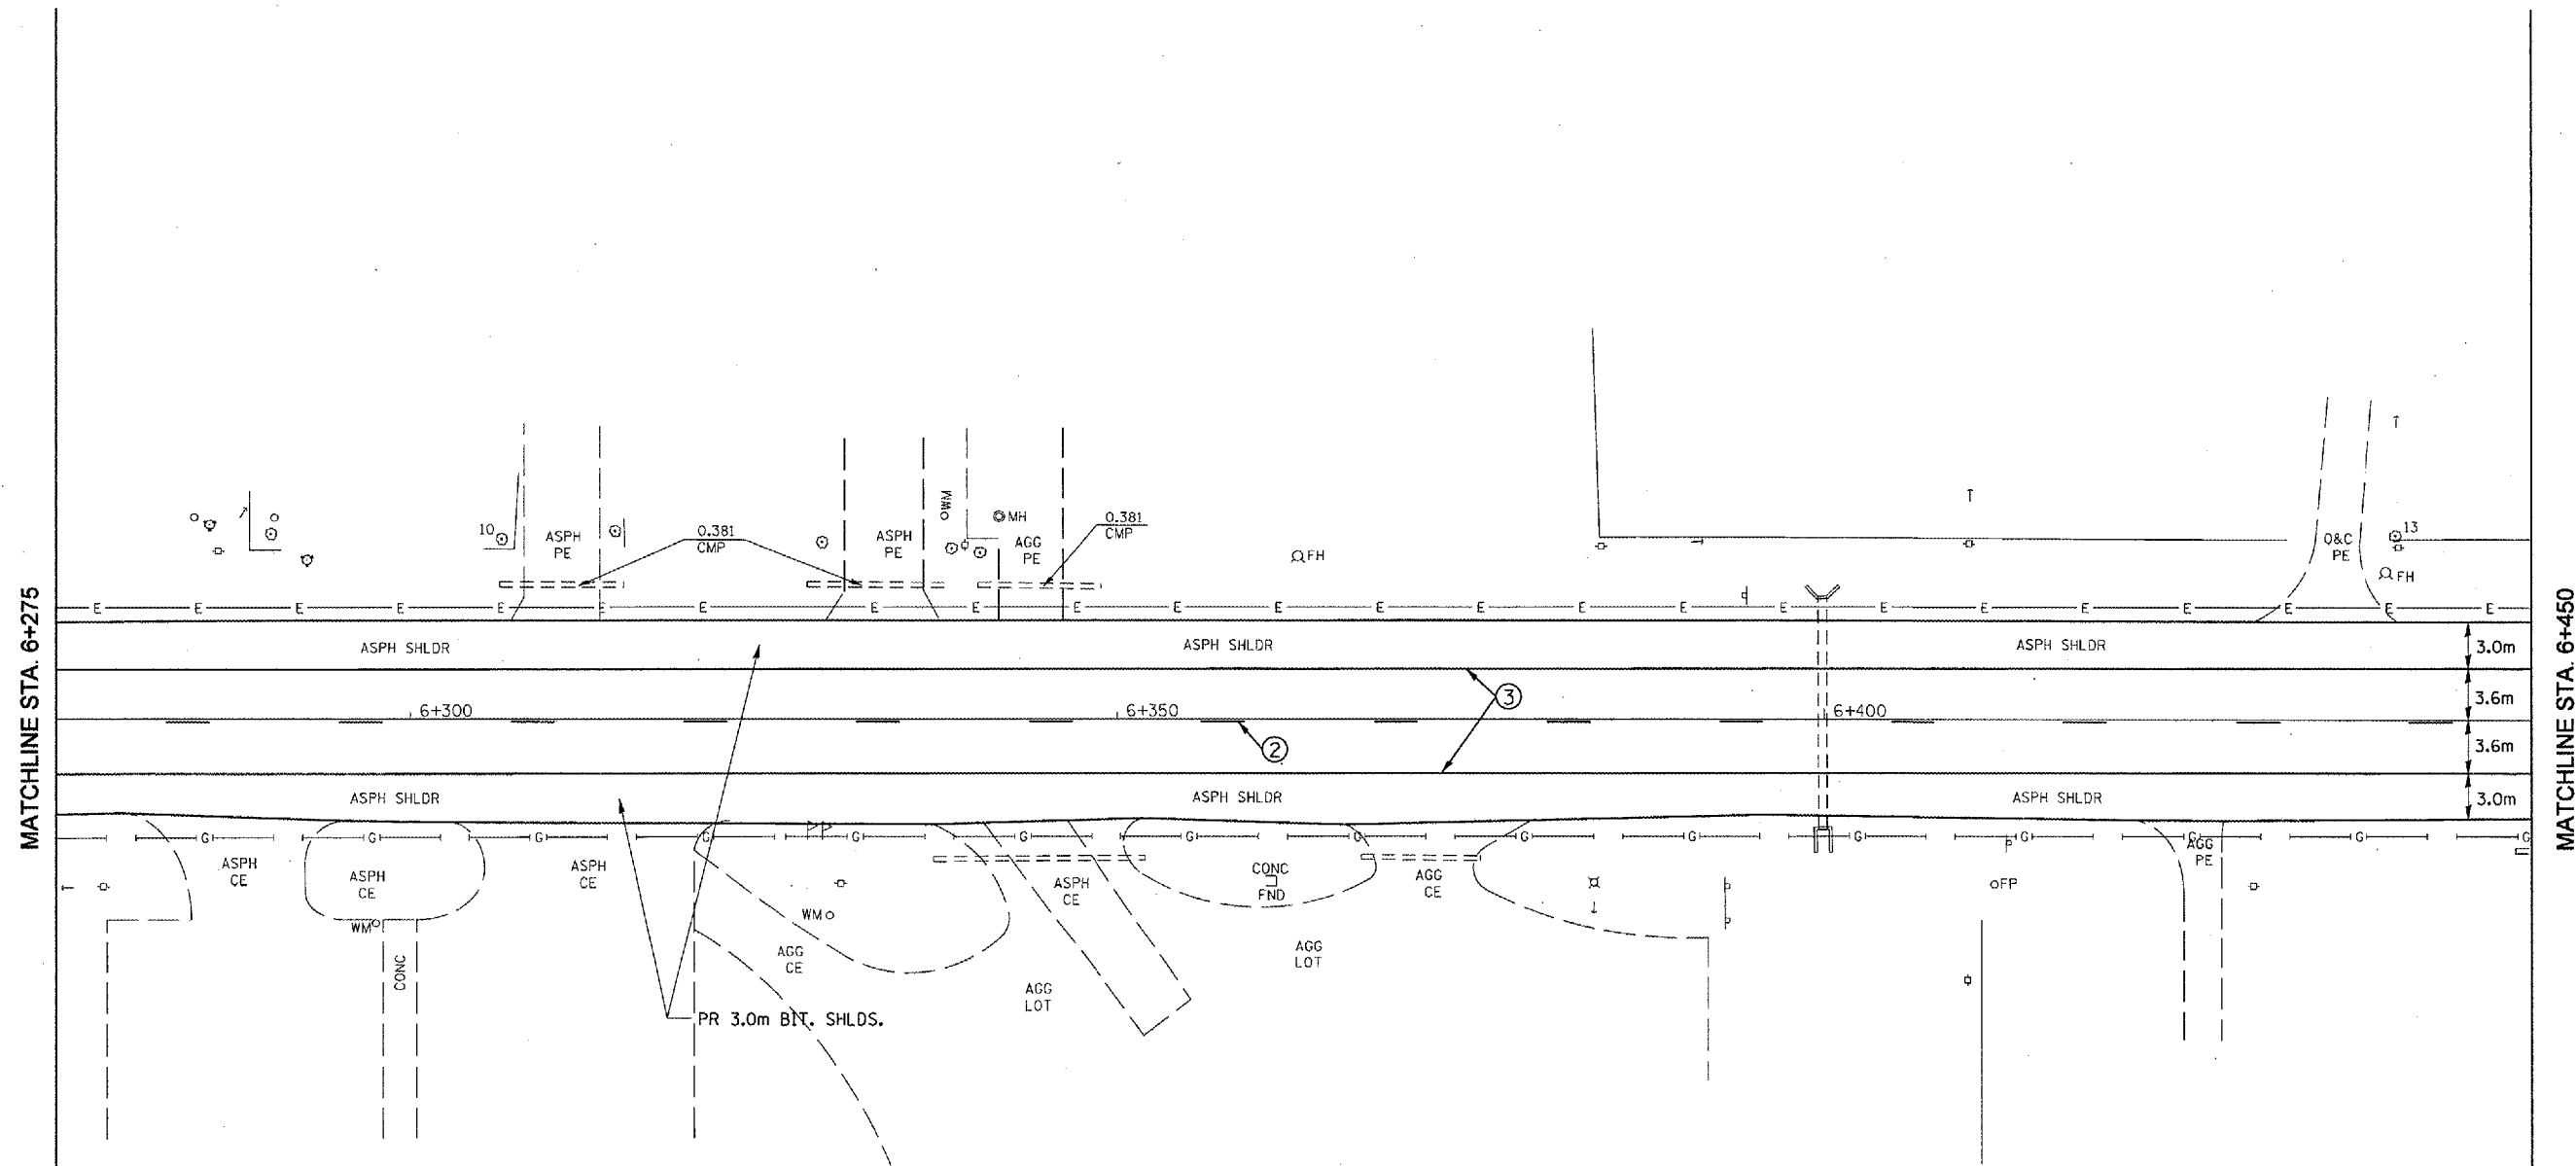 MATCHLINE STA. 6+275
MATCHLINE STA. 6+450
10
ASPH
PE
0.381
CMP
ASPH
PE
WM
MH
AGG
PE
0.381
CMP
FH
O&C
PE
13
FH
E E E E E E E E E E E E E E E E E E E E E E E E
ASPH SHLDR
ASPH SHLDR
ASPH SHLDR
3.0m
3
3.6m
6+300
6+350
6+400
2
3.6m
ASPH SHLDR
ASPH SHLDR
ASPH SHLDR
3.0m
G G G G G G G G G G G G G G G
ASPH
CE
ASPH
CE
ASPH
CE
ASPH
CE
CONC
FND
AGG
CE
AGG
PE
FP
WM
WM
CONC
AGG
CE
AGG
LOT
AGG
LOT
PR 3.0m BIT. SHLDS.